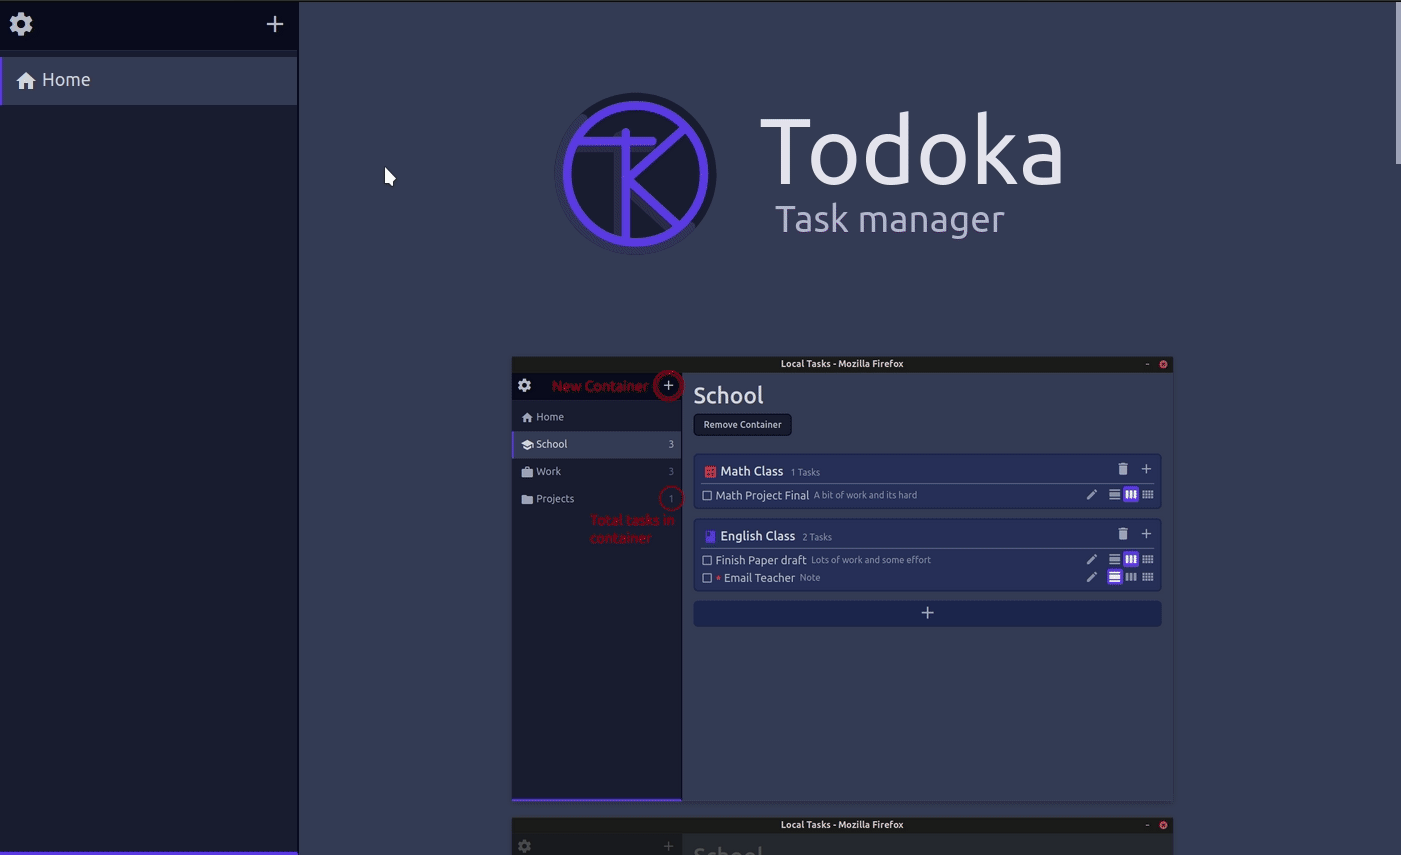 Home
Todoka
Task manager
Local Tasks - Mozilla Firefox
New Container
Home
School 3
Work 3
Projects 1
Total tasks in
container
School
Remove Container
Math Class 1 Tasks
Math Project Final A bit of work and its hard
English Class 2 Tasks
Finish Paper draft Lots of work and some effort
* Email Teacher Note
Local Tasks - Mozilla Firefox
School